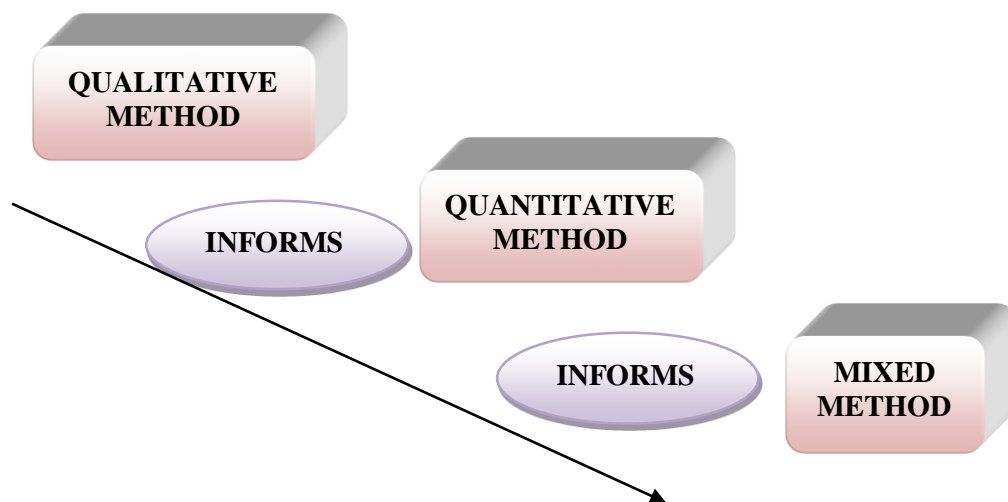 QUALITATIVE
METHOD
QUANTITATIVE
METHOD
INFORMS
INFORMS
MIXED
METHOD